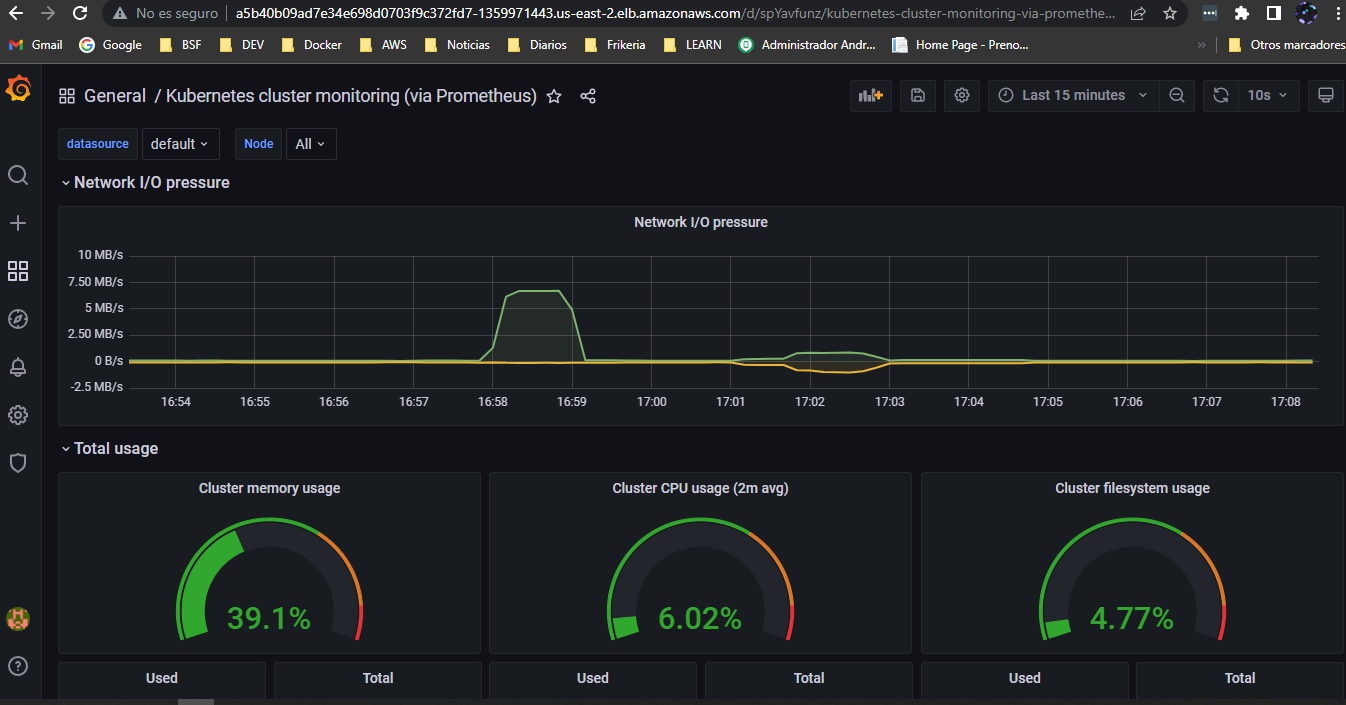 No es seguro a5b40b09ad7e34e698d0703f9c372fd7-1359971443.us-east-2.elb.amazonaws.com/d/spYavfunz/kubernetes-cluster-monitoring-via-promethe...
Gmail Google BSF DEV Docker AWS Noticias Diarios Frikeria LEARN Administrador Andr... Home Page - Preno... » Otros marcadores
General / Kubernetes cluster monitoring (via Prometheus) Last 15 minutes 10s
datasource default Node All
Network I/O pressure
Network I/O pressure
10 MB/s
7.50 MB/s
5 MB/s
2.50 MB/s
0 B/s
-2.5 MB/s
16:54 16:55 16:56 16:57 16:58 16:59 17:00 17:01 17:02 17:03 17:04 17:05 17:06 17:07 17:08
Total usage
Cluster memory usage Cluster CPU usage (2m avg) Cluster filesystem usage
39.1% 6.02% 4.77%
Used Total Used Total Used Total